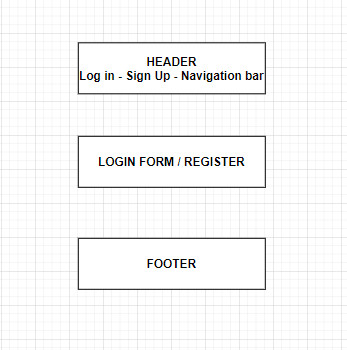 HEADER
Log in - Sign Up - Navigation bar
LOGIN FORM / REGISTER
FOOTER